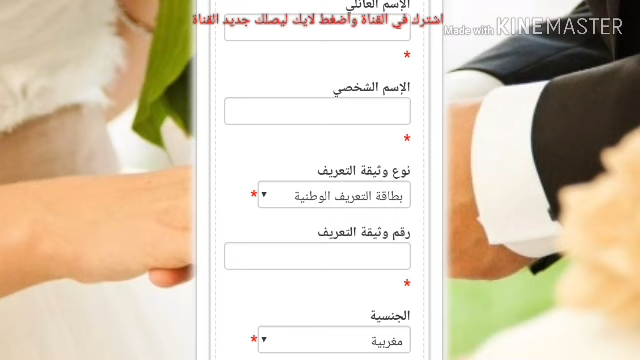 الإسم العائلي
اشترك في القناة وأضغط لايك ليصلك جديد القناة
Made with KINEMASTER
*
الإسم الشخصي
*
نوع وثيقة التعريف
بطاقة التعريف الوطنية
*
رقم وثيقة التعريف
*
الجنسية
مغربية
*